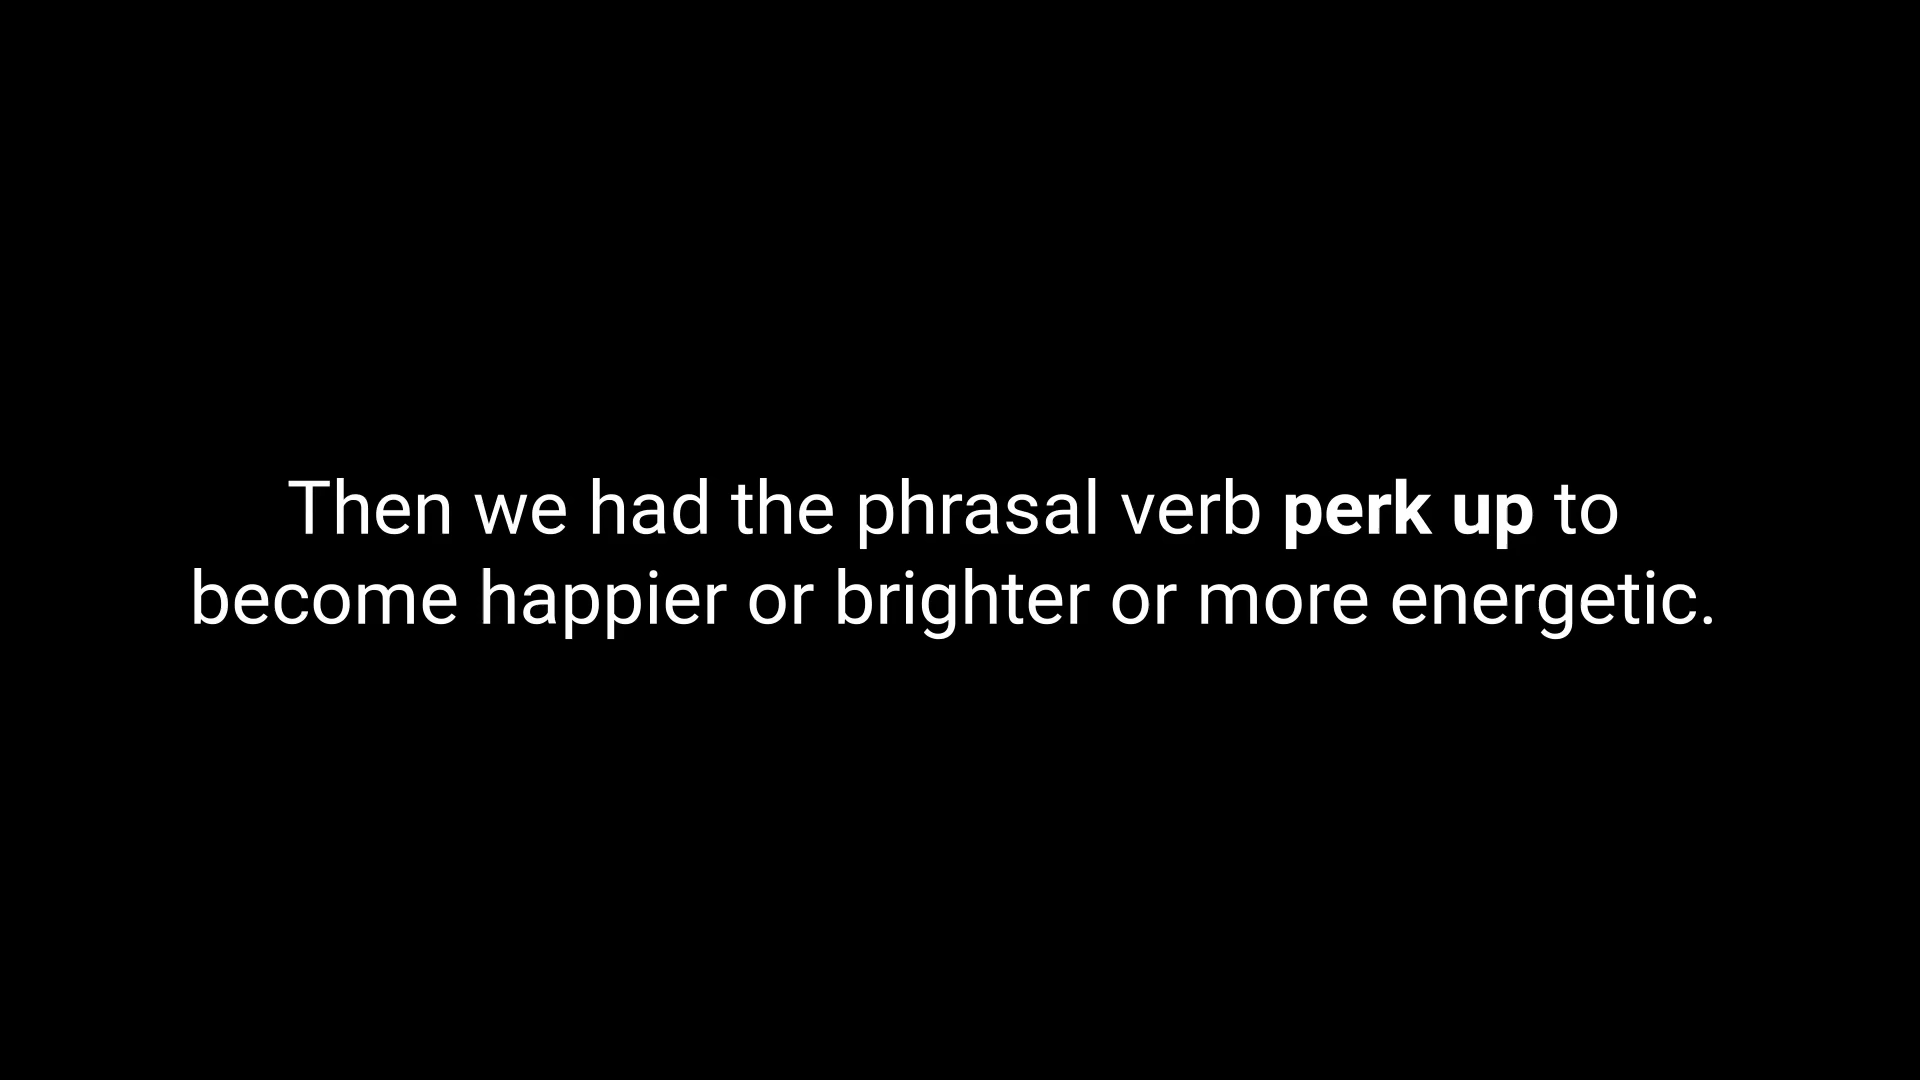 Then we had the phrasal verb perk up to
become happier or brighter or more energetic.